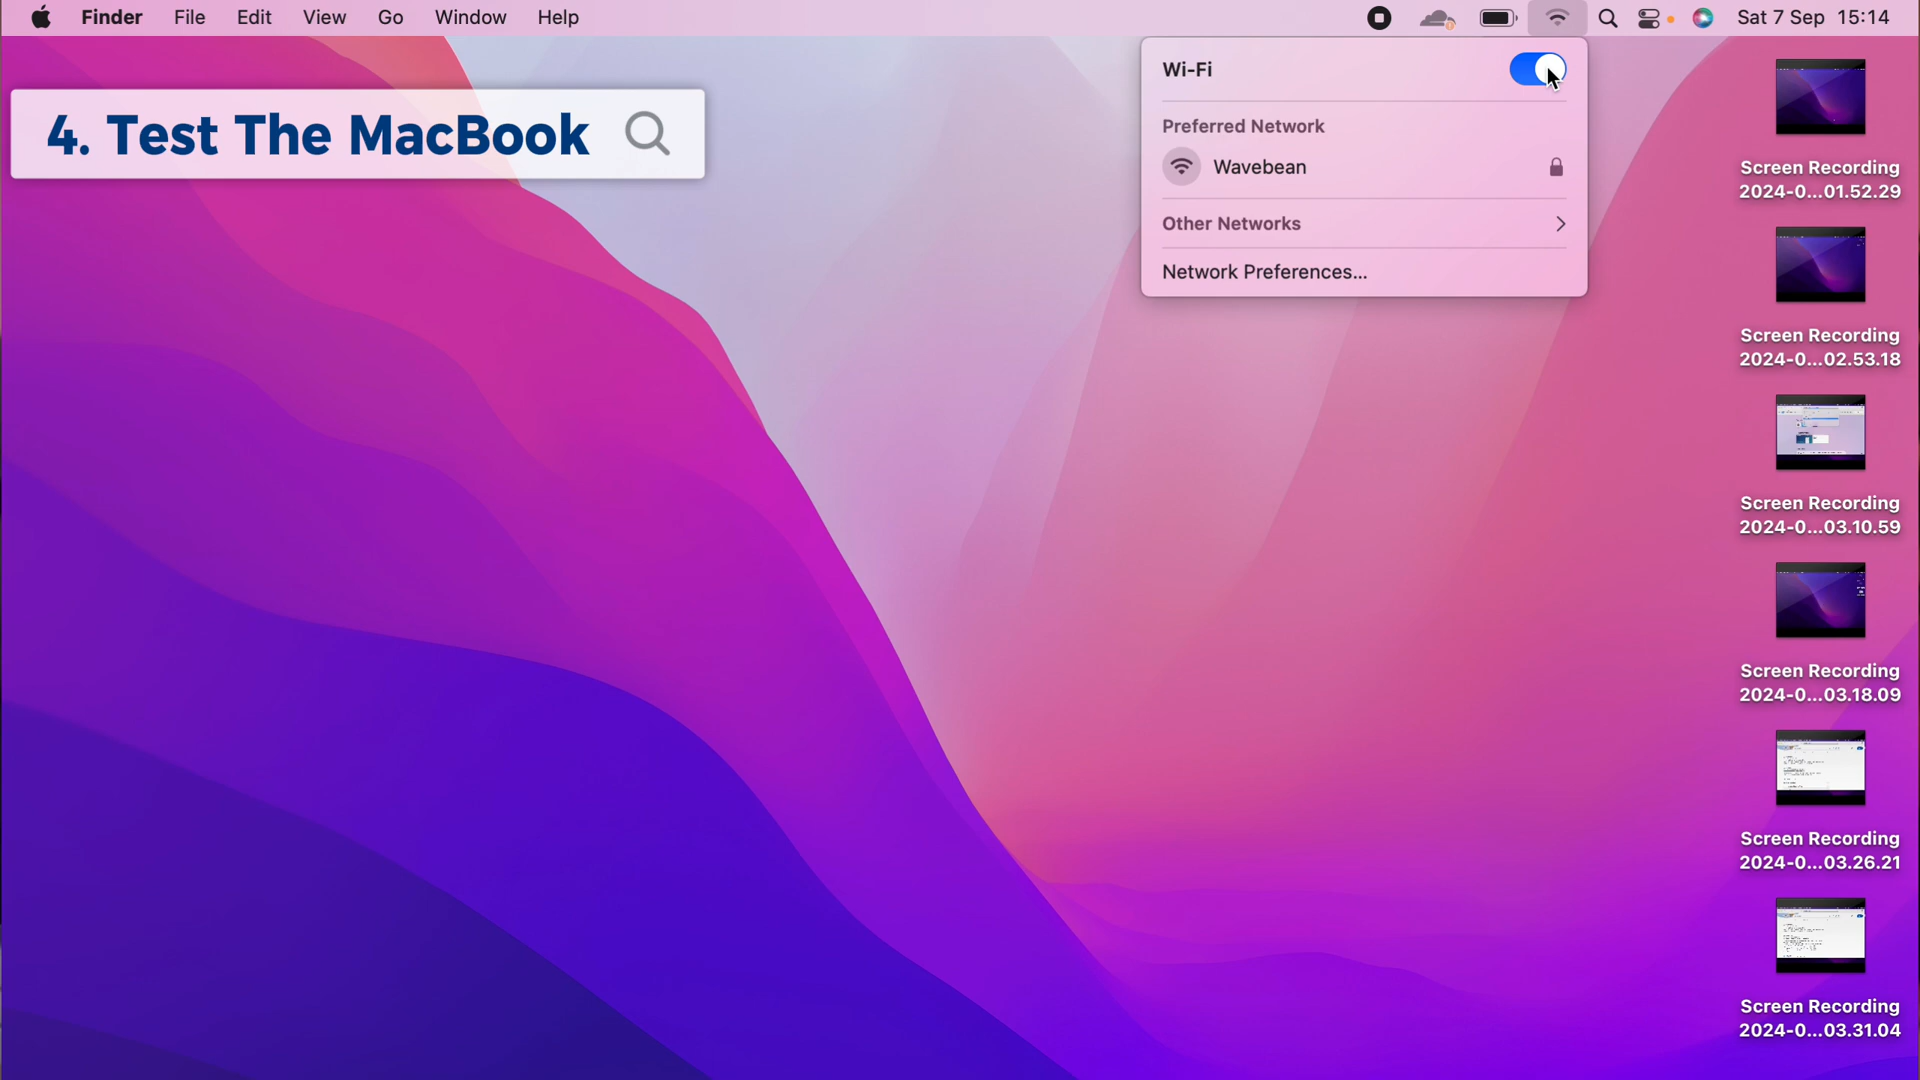 Finder File Edit View Go Window Help
Sat 7 Sep 15:14
4. Test The MacBook
Wi-Fi
Preferred Network
Wavebean
Other Networks
Network Preferences...
Screen Recording
2024-0...01.52.29
Screen Recording
2024-0...02.53.18
Screen Recording
2024-0...03.10.59
Screen Recording
2024-0...03.18.09
Screen Recording
2024-0...03.26.21
Screen Recording
2024-0...03.31.04